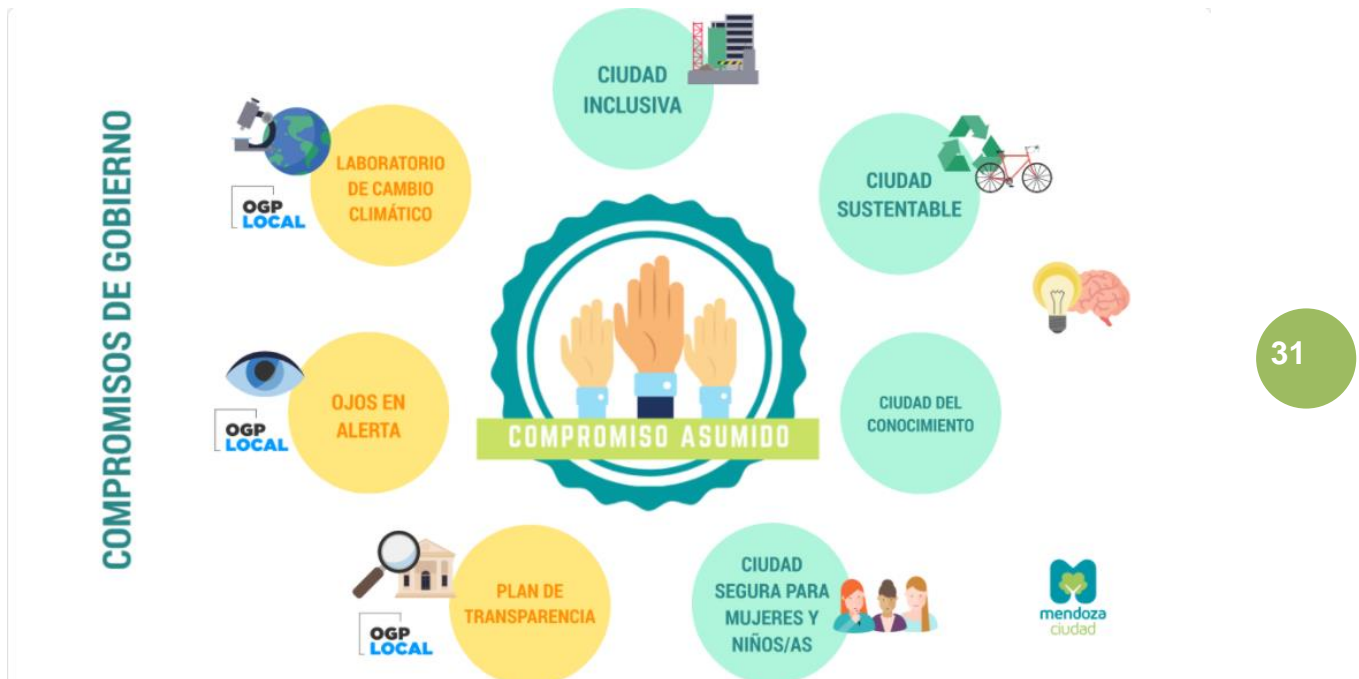 COMPROMISOS DE GOBIERNO
CIUDAD
INCLUSIVA
LABORATORIO
DE CAMBIO
CLIMÁTICO
OGP
LOCAL
CIUDAD
SUSTENTABLE
OJOS EN
ALERTA
OGP
LOCAL
COMPROMISO ASUMIDO
CIUDAD DEL
CONOCIMIENTO
31
PLAN DE
TRANSPARENCIA
OGP
LOCAL
CIUDAD
SEGURA PARA
MUJERES Y
NIÑOS/AS
mendoza
ciudad